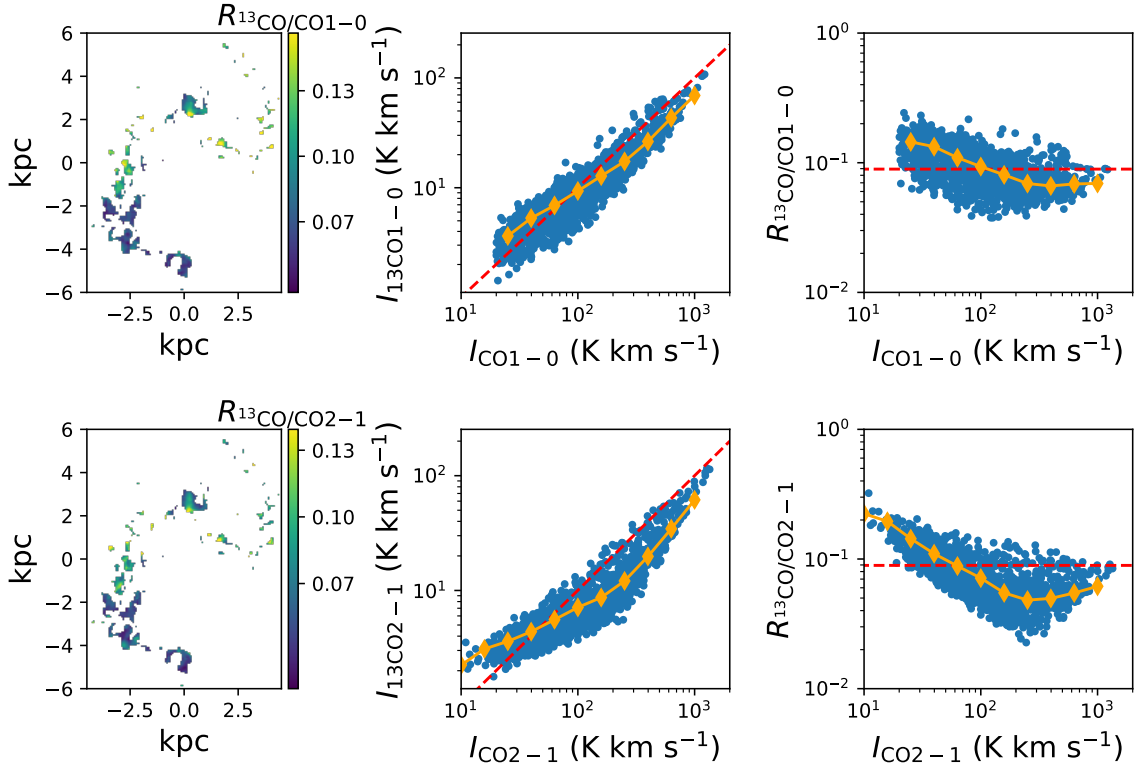 R13CO/CO1−0
6
4
2
0
−2
−4
−6
kpc
−2.5 0.0 2.5
kpc
0.13
0.10
0.07
I13CO1−0 (K km s−1)
10²
10¹
10¹ 10² 10³
ICO1−0 (K km s−1)
R13CO/CO1−0
10⁰
10⁻¹
10⁻²
10¹ 10² 10³
ICO1−0 (K km s−1)
R13CO/CO2−1
6
4
2
0
−2
−4
−6
kpc
−2.5 0.0 2.5
kpc
0.13
0.10
0.07
I13CO2−1 (K km s−1)
10²
10¹
10¹ 10² 10³
ICO2−1 (K km s−1)
R13CO/CO2−1
10⁰
10⁻¹
10⁻²
10¹ 10² 10³
ICO2−1 (K km s−1)